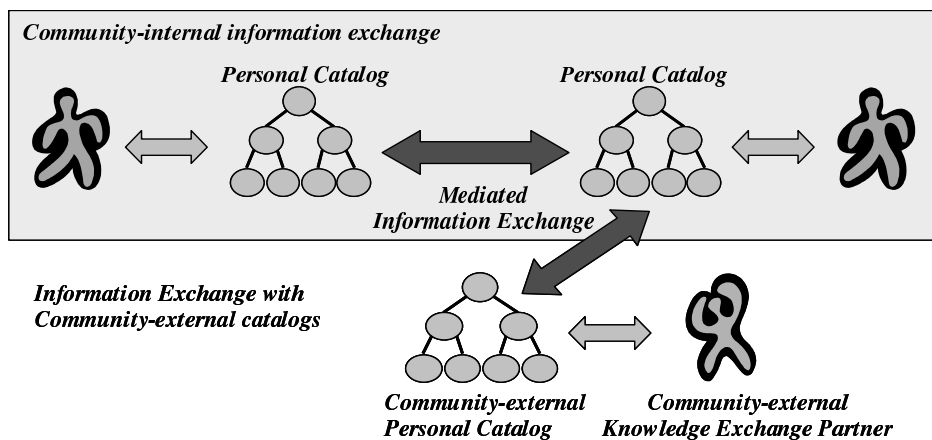 Community-internal information exchange
Personal Catalog
Personal Catalog
Mediated
Information Exchange
Information Exchange with
Community-external catalogs
Community-external
Personal Catalog
Community-external
Knowledge Exchange Partner